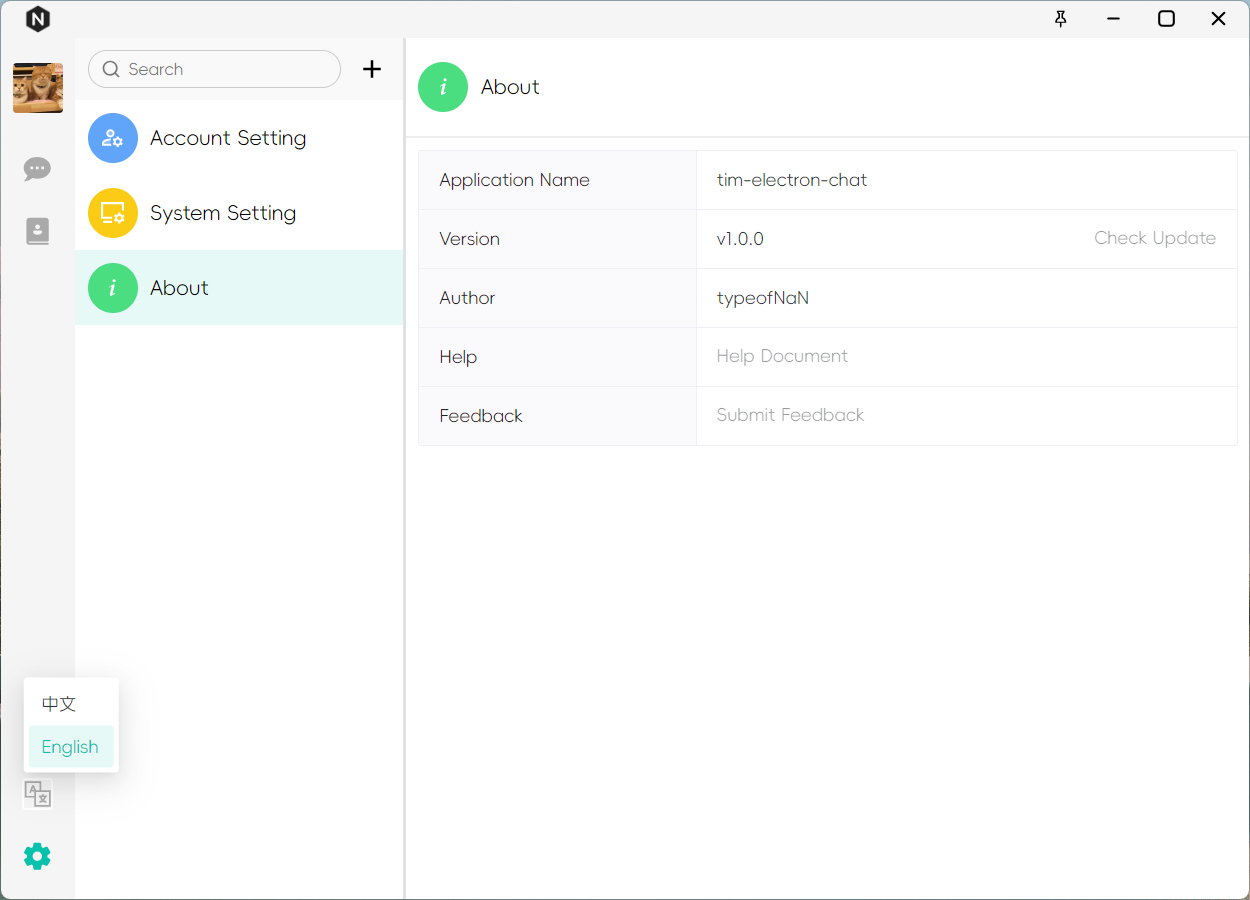 N
Search
Account Setting
System Setting
About
About
Application Name
tim-electron-chat
Version
v1.0.0
Check Update
Author
typeofNaN
Help
Help Document
Feedback
Submit Feedback
中文
English
A
文